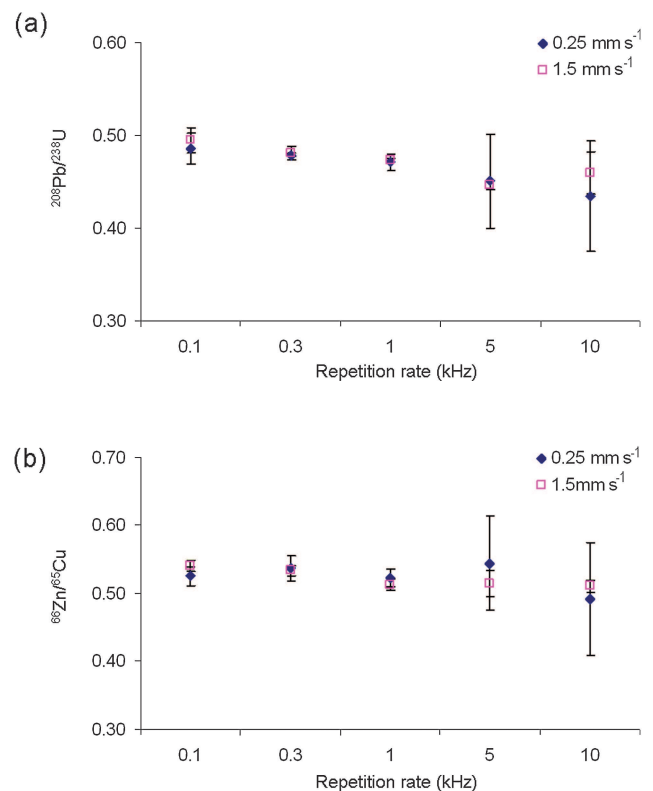 (a)
0.60
0.50
0.40
0.30
²⁰⁸Pb/²³⁸U
0.25 mm s⁻¹
1.5 mm s⁻¹
0.1 0.3 1 5 10
Repetition rate (kHz)
(b)
0.70
0.60
0.50
0.40
0.30
⁶⁶Zn/⁶⁵Cu
0.25 mm s⁻¹
1.5mm s⁻¹
0.1 0.3 1 5 10
Repetition rate (kHz)